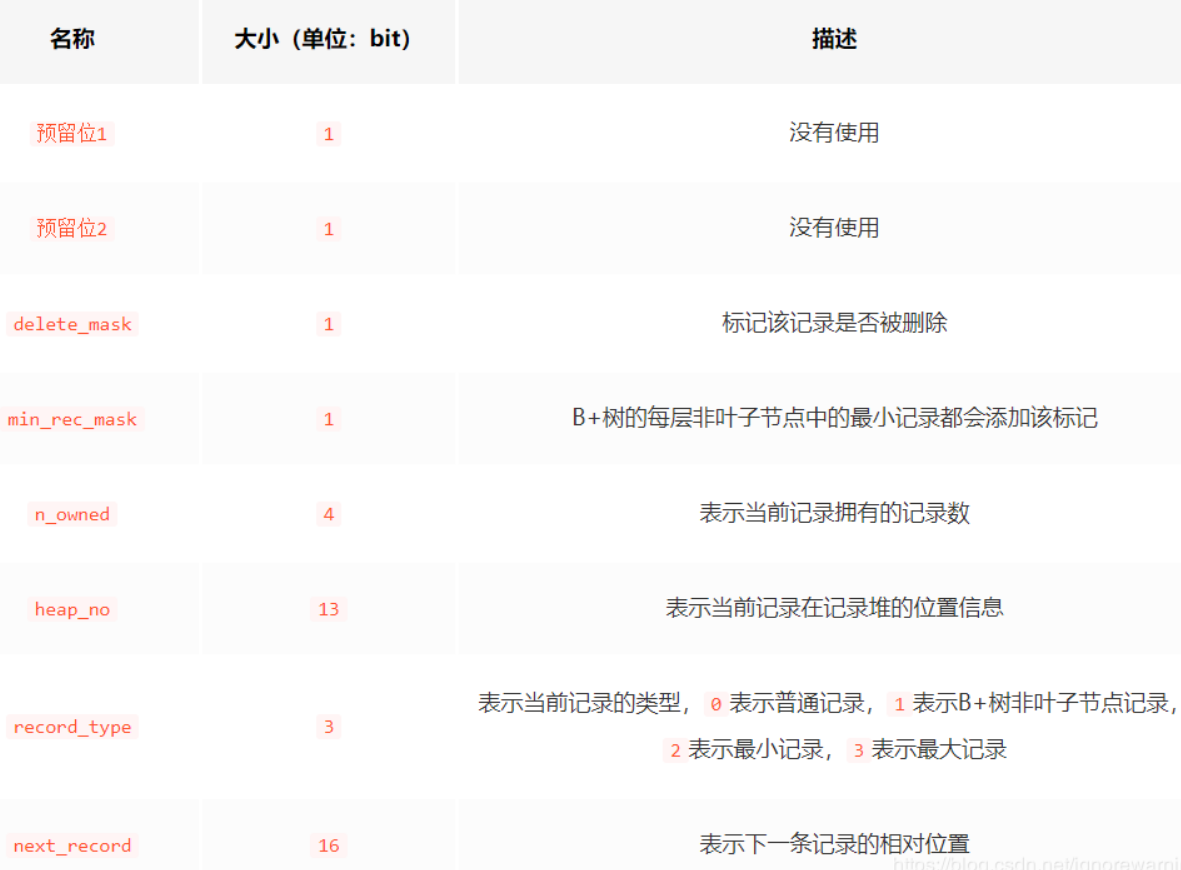 名称 大小（单位：bit） 描述
预留位1 1 没有使用
预留位2 1 没有使用
delete_mask 1 标记该记录是否被删除
min_rec_mask 1 B+树的每层非叶子节点中的最小记录都会添加该标记
n_owned 4 表示当前记录拥有的记录数
heap_no 13 表示当前记录在记录堆的位置信息
表示当前记录的类型，0 表示普通记录，1 表示B+树非叶子节点记录，
record_type 3
2 表示最小记录，3 表示最大记录
next_record 16 表示下一条记录的相对位置